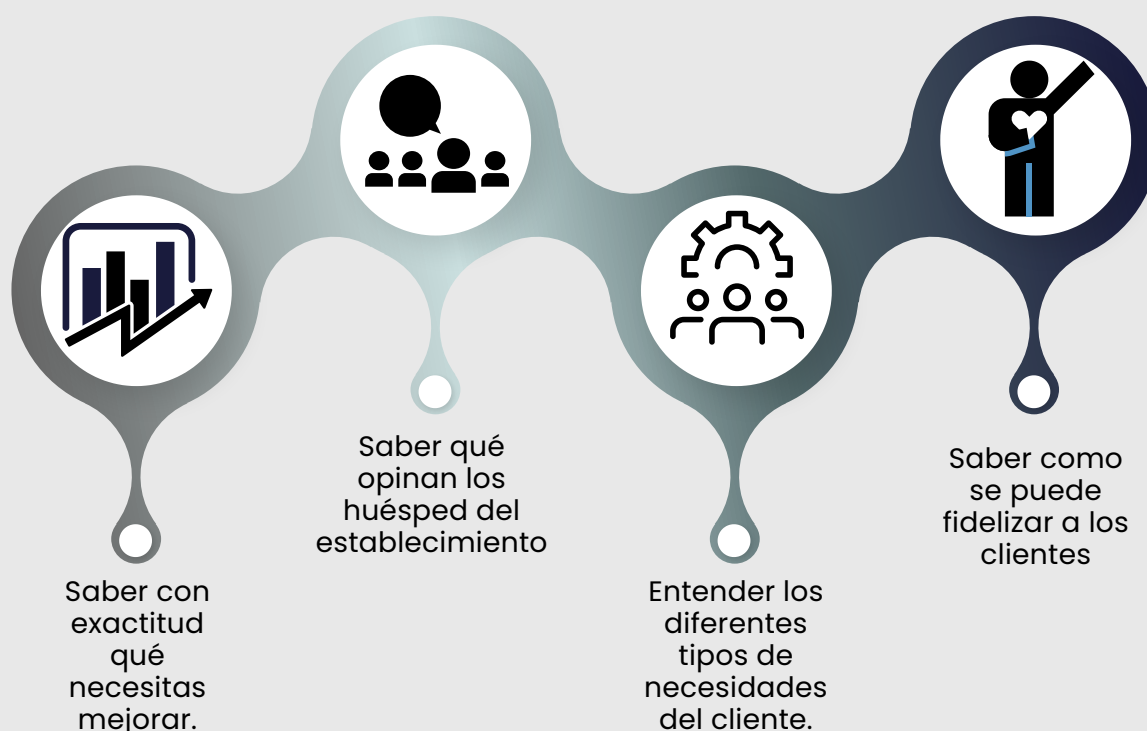 Saber con
exactitud
qué
necesitas
mejorar.
Saber qué
opinan los
huésped del
establecimiento
Entender los
diferentes
tipos de
necesidades
del cliente.
Saber como
se puede
fidelizar a los
clientes